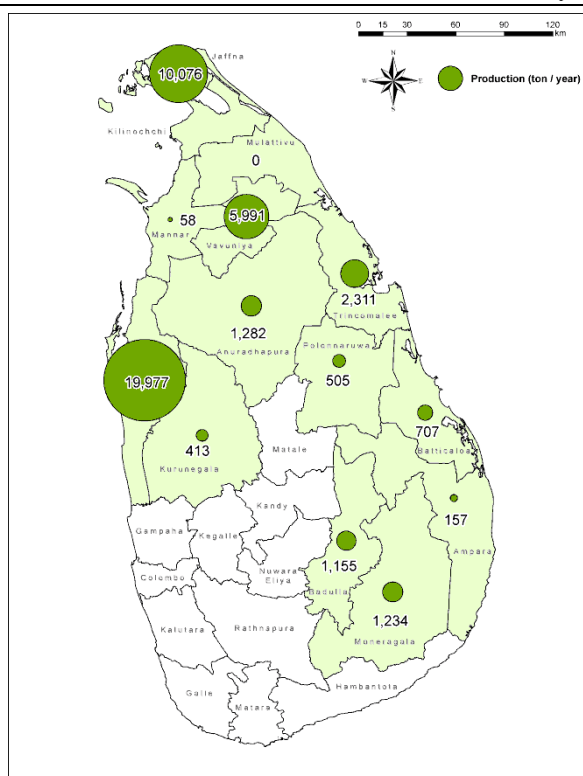 0 30 60 90 120
km
N
W E
S
Production (ton / year)
Jaffna
10,076
Kilinochchi
Mulattivu
0
58
Mannar
5,991
Vavuniya
2,311
Trincomalee
1,282
Anuradhapura
Polonnaruwa
505
19,977
413
Kurunegala
707
Batticaloa
Matale
Kandy
157
Ampara
Gampaha
Kegalle
1,155
Badulla
Nuwara
Eliya
Colombo
1,234
Moneragala
Kalutara
Rathnapura
Hambantota
Galle
Matara